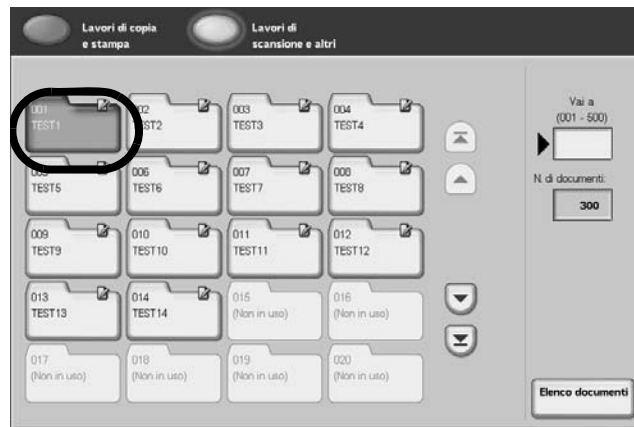 Lavori di copia
e stampa
Lavori di
scansione e altri
001
TEST1
002
TEST2
003
TEST3
004
TEST4
005
TEST5
006
TEST6
007
TEST7
008
TEST8
009
TEST9
010
TEST10
011
TEST11
012
TEST12
013
TEST13
014
TEST14
015
(Non in uso)
016
(Non in uso)
017
(Non in uso)
018
(Non in uso)
019
(Non in uso)
020
(Non in uso)
Vai a
(001 - 500)
N. di documenti:
300
Elenco documenti